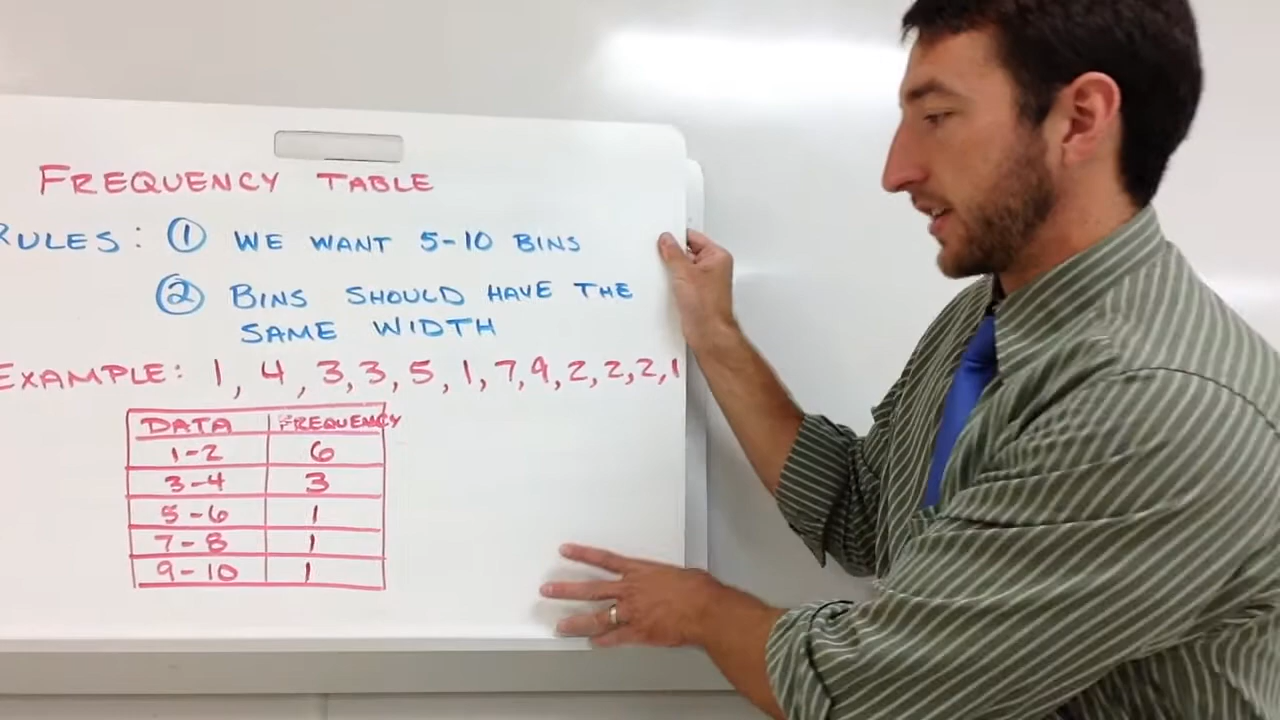 FREQUENCY TABLE
RULES: ① WE WANT 5-10 BINS
② BINS SHOULD HAVE THE
SAME WIDTH
EXAMPLE: 1, 4, 3, 3, 5, 1, 7, 9, 2, 2, 2, 1
DATA FREQUENCY
1-2 6
3-4 3
5-6 1
7-8 1
9-10 1